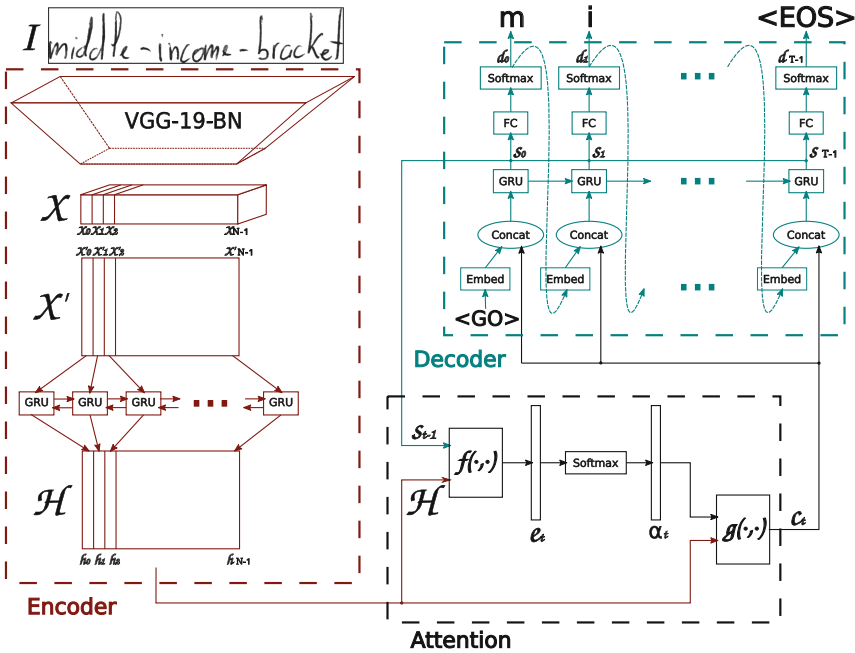 I middle-income-bracket
VGG-19-BN
X
x0 x1 x2 xN-1
x'0 x'1 x'2 x'N-1
X'
GRU GRU GRU ... GRU
H
h0 h1 h2 hN-1
Encoder
m i <EOS>
d0 d1 dT-1
Softmax Softmax ... Softmax
FC FC FC
s0 s1 sT-1
GRU GRU ... GRU
Concat Concat Concat
Embed Embed ... Embed
<GO>
Decoder
st-1
H
f(·,·)
et
Softmax
αt
g(·,·)
ct
Attention